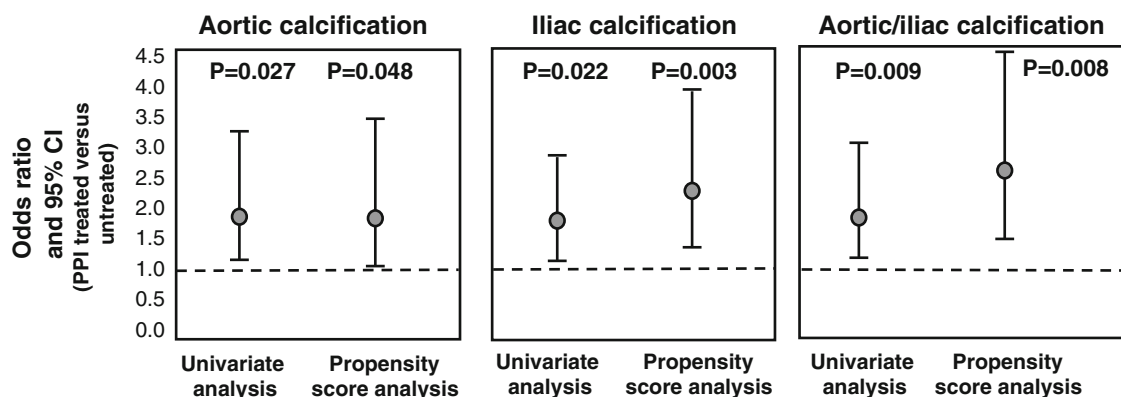 Aortic calcification
Iliac calcification
Aortic/iliac calcification
Odds ratio
and 95% CI
(PPI treated versus
untreated)
4.5
4.0
3.5
3.0
2.5
2.0
1.5
1.0
0.5
0.0
P=0.027
P=0.048
P=0.022
P=0.003
P=0.009
P=0.008
Univariate
analysis
Propensity
score analysis
Univariate
analysis
Propensity
score analysis
Univariate
analysis
Propensity
score analysis